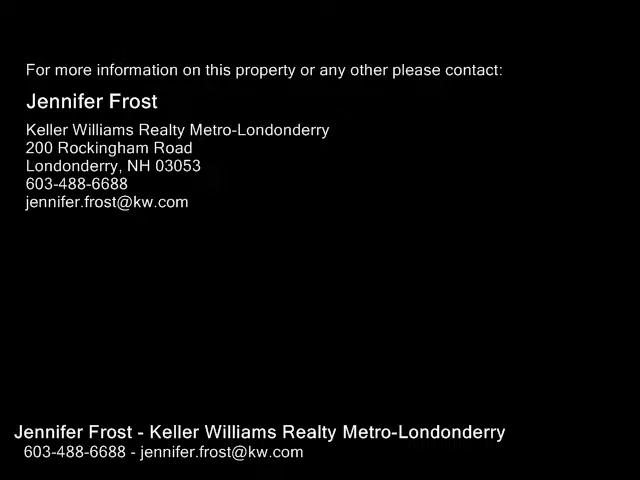 For more information on this property or any other please contact:
Jennifer Frost
Keller Williams Realty Metro-Londonderry
200 Rockingham Road
Londonderry, NH 03053
603-488-6688
jennifer.frost@kw.com
Jennifer Frost - Keller Williams Realty Metro-Londonderry
603-488-6688 - jennifer.frost@kw.com